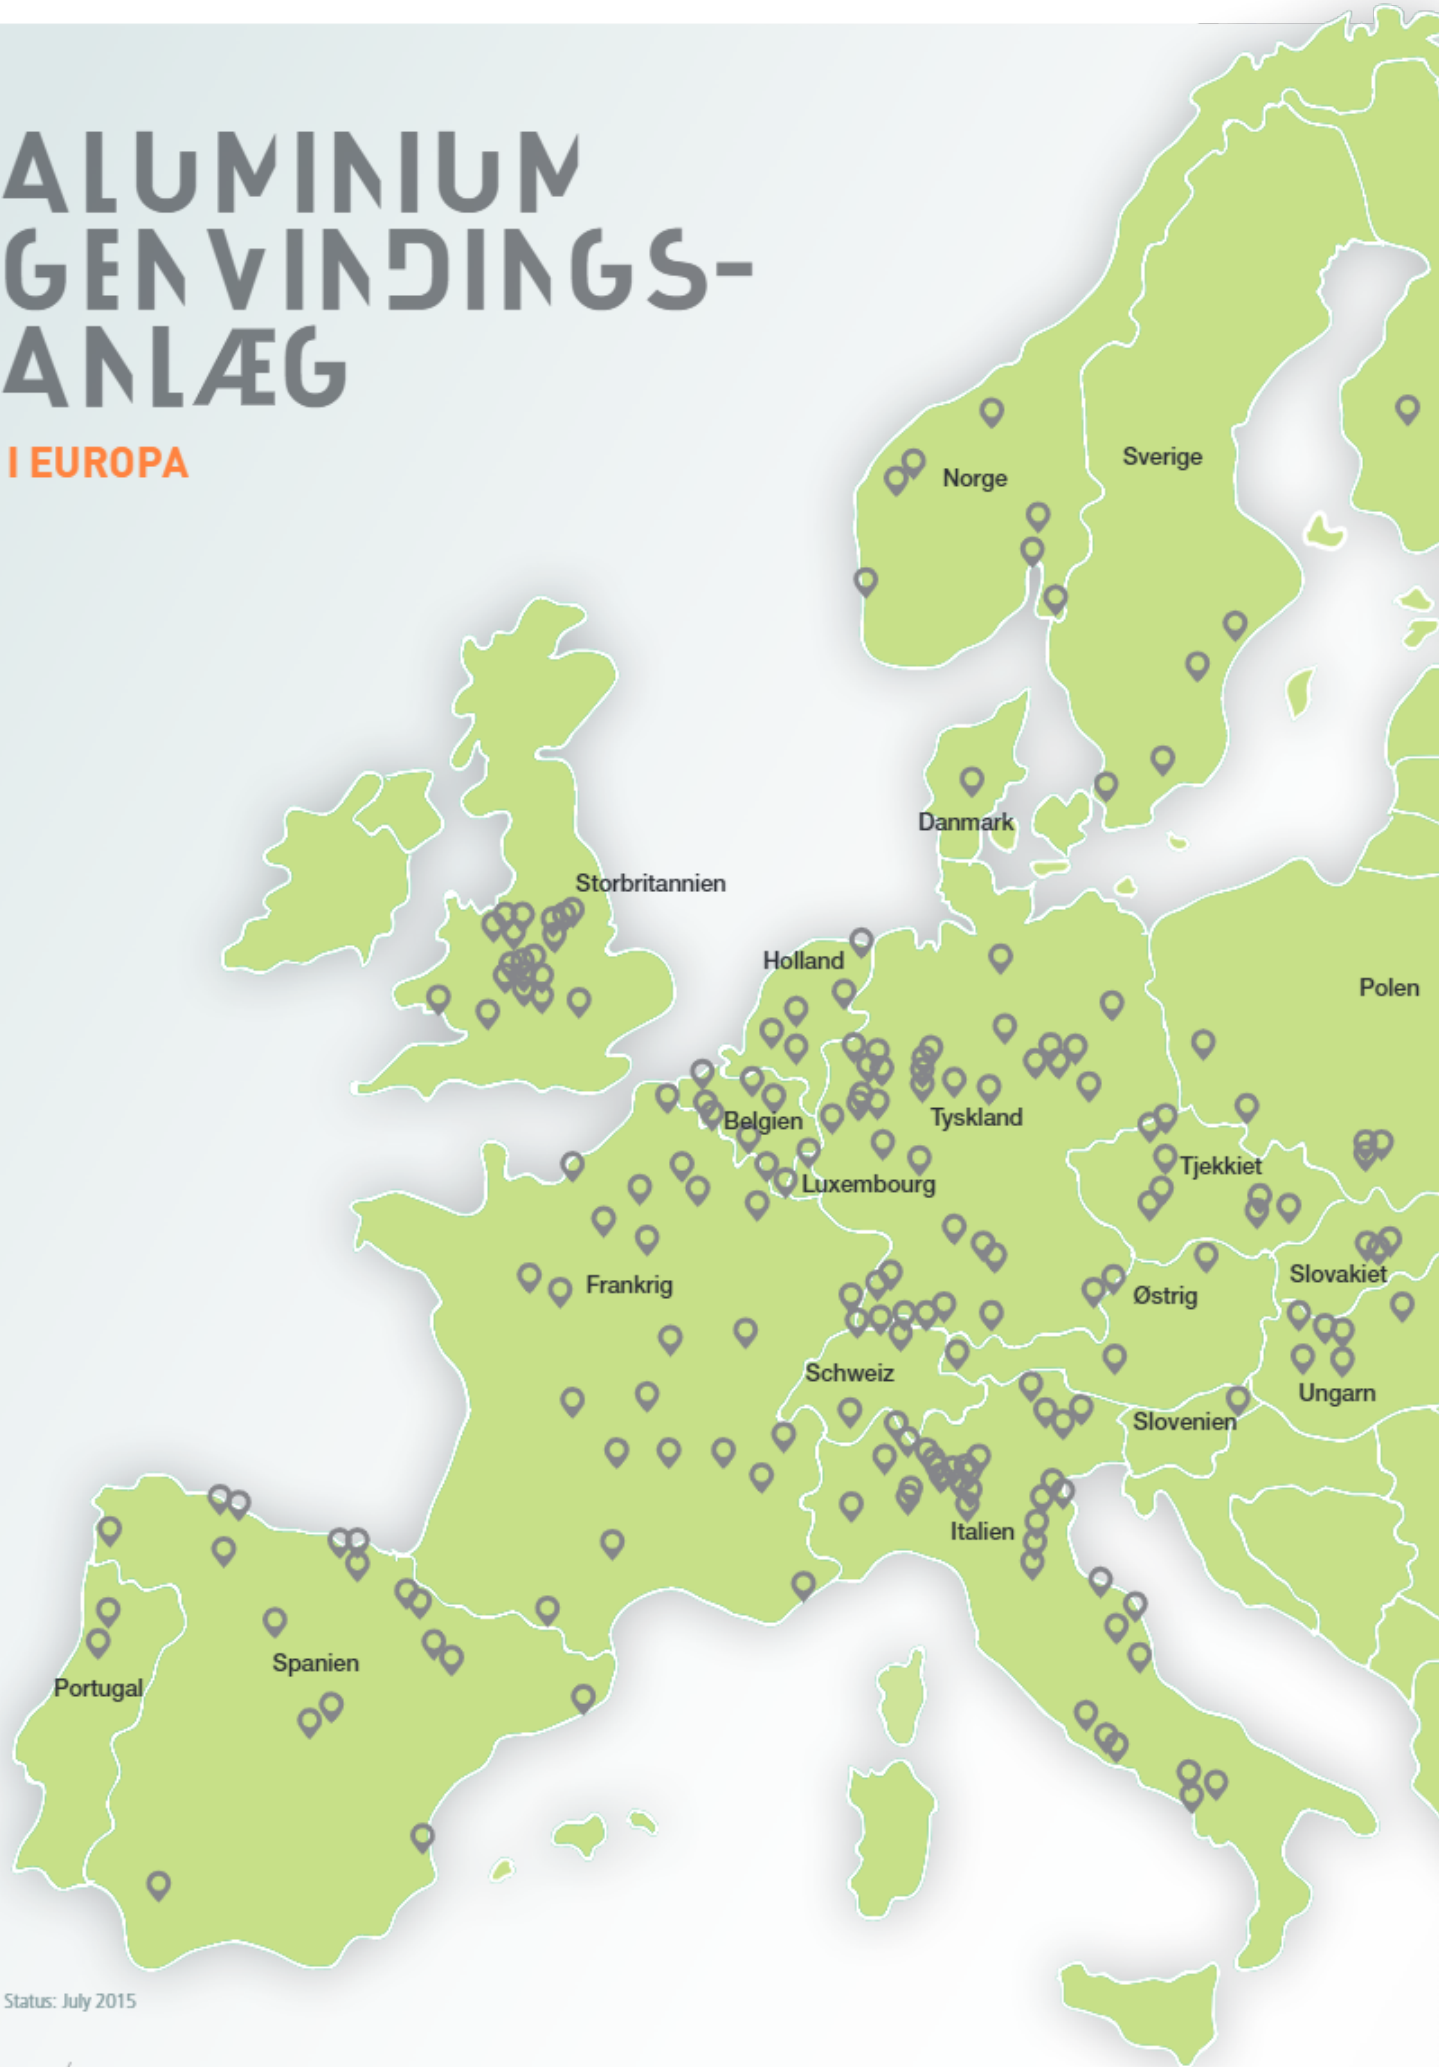 ALUMINIUM
GENVINDINGS-
ANLÆG
I EUROPA
Norge
Sverige
Danmark
Storbritannien
Holland
Polen
Belgien
Tyskland
Tjekkiet
Luxembourg
Slovakiet
Frankrig
Østrig
Schweiz
Ungarn
Slovenien
Italien
Spanien
Portugal
Status: July 2015